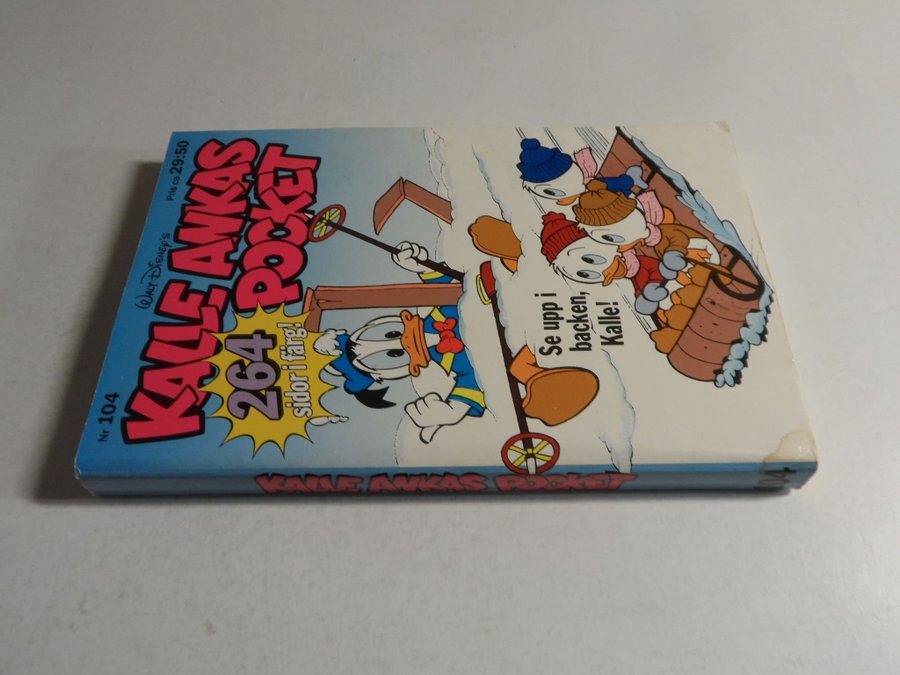 Nr 104
WALT DISNEY'S
Pris ca 29:50
KALLE ANKAS
POCKET
264
sidor i färg!
Se upp i
backen,
Kalle!
KALLE ANKAS POCKET
104